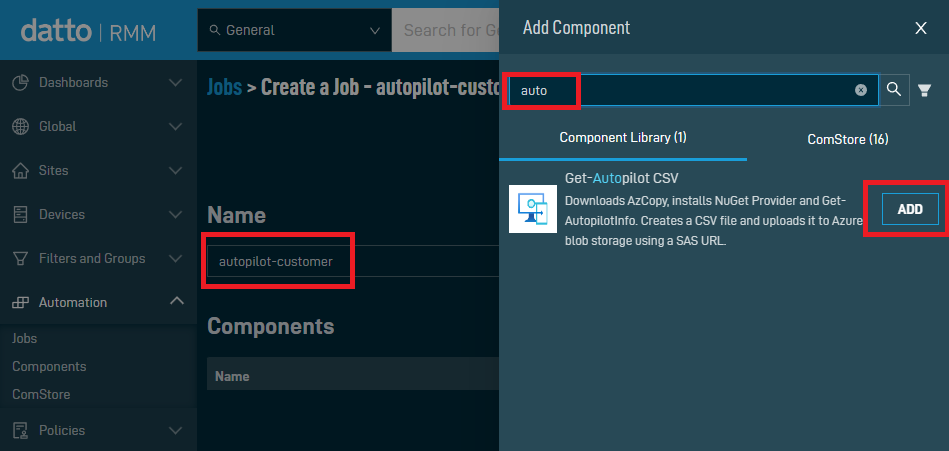 datto | RMM
General
Search for Ge
Dashboards
Global
Sites
Devices
Filters and Groups
Automation
Jobs
Components
ComStore
Policies
Jobs > Create a Job - autopilot-custo
Name
autopilot-customer
Components
Name
Add Component
X
auto
Component Library (1)
ComStore (16)
Get-Autopilot CSV
Downloads AzCopy, installs NuGet Provider and Get-
AutopilotInfo. Creates a CSV file and uploads it to Azure
blob storage using a SAS URL.
ADD